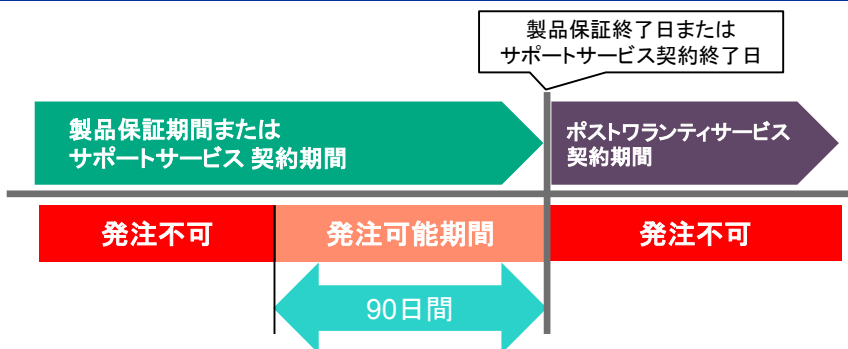 製品保証終了日または
サポートサービス契約終了日
製品保証期間または
サポートサービス 契約期間
ポストワランティサービス
契約期間
発注不可
発注可能期間
発注不可
90日間